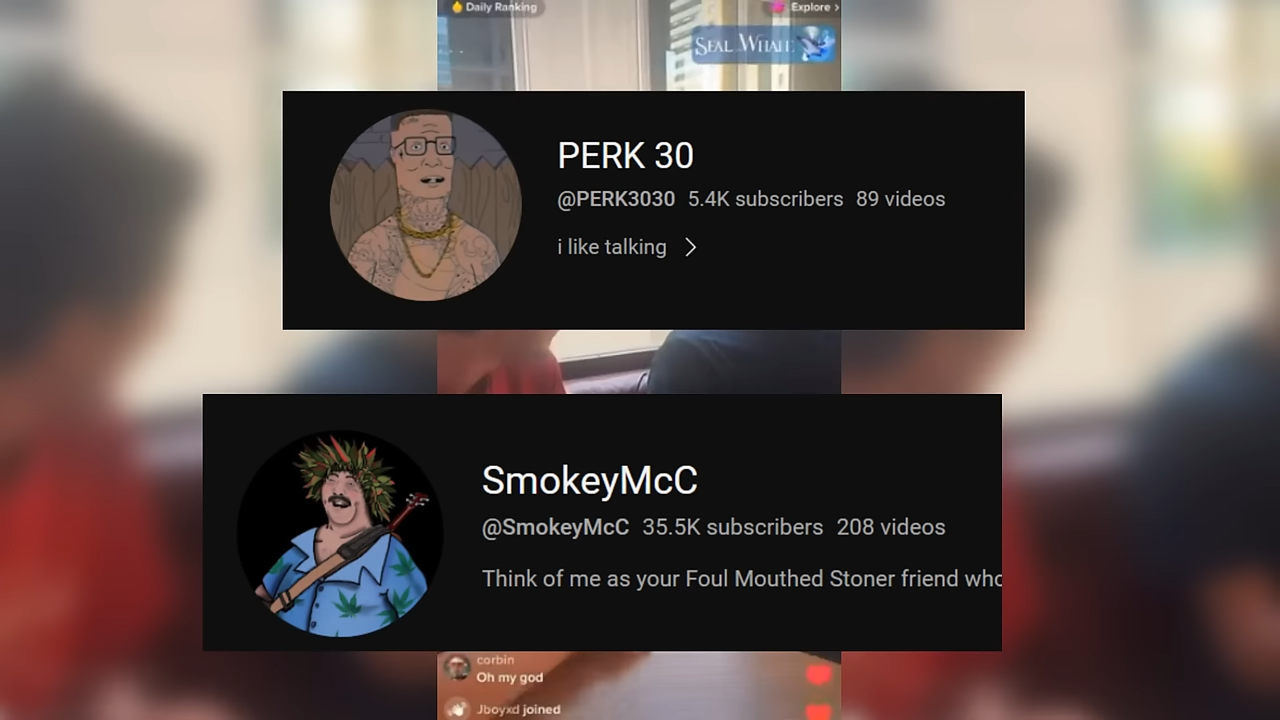 Daily Ranking
Explore >
SEAL WHALE
PERK 30
@PERK3030 5.4K subscribers 89 videos
i like talking >
SmokeyMcC
@SmokeyMcC 35.5K subscribers 208 videos
Think of me as your Foul Mouthed Stoner friend who
corbin
Oh my god
Jboyxd joined